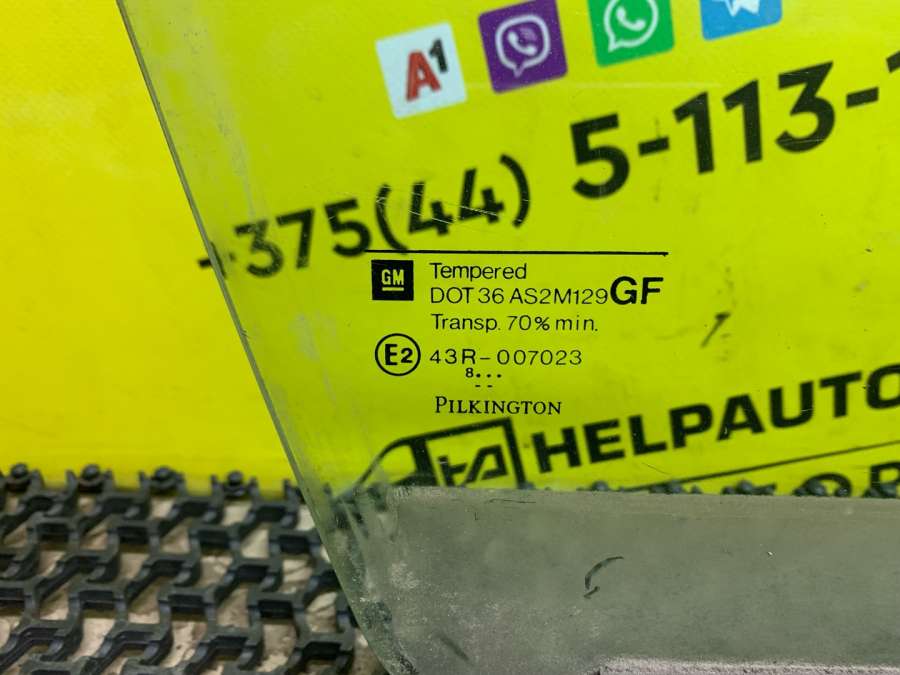 A1
5-113-
+375(44)
GM
Tempered
DOT 36 AS2M129 GF
Transp. 70% min.
E2 43R-007023
8...
--
PILKINGTON
HELPAUTO